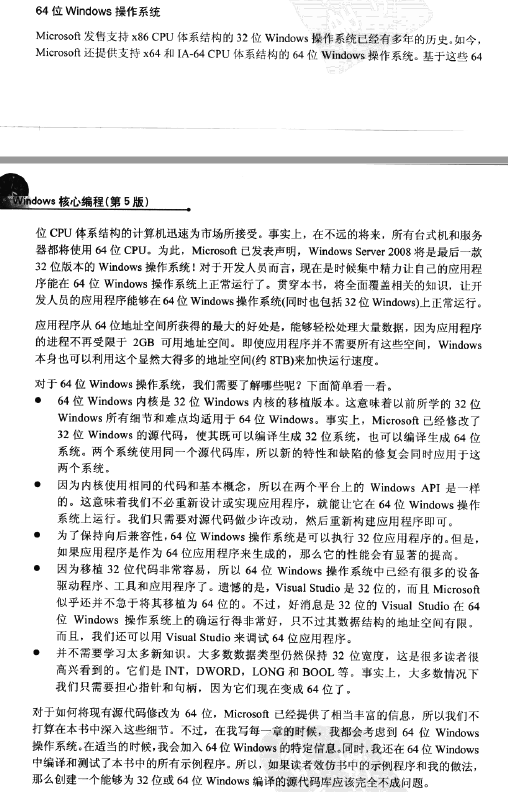 64 位 Windows 操作系统
Microsoft 发售支持 x86 CPU 体系结构的 32 位 Windows 操作系统已经有多年的历史。如今，
Microsoft 还提供支持 x64 和 IA-64 CPU 体系结构的 64 位 Windows 操作系统。基于这些 64
Windows 核心编程(第 5 版)
位 CPU 体系结构的计算机迅速为市场所接受。事实上，在不远的将来，所有台式机和服务
器都将使用 64 位 CPU。为此，Microsoft 已发表声明，Windows Server 2008 将是最后一款
32 位版本的 Windows 操作系统！对于开发人员而言，现在是时候集中精力让自己的应用程
序能在 64 位 Windows 操作系统上正常运行了。贯穿本书，将全面覆盖相关的知识，让开
发人员的应用程序能够在 64 位 Windows 操作系统(同时也包括 32 位 Windows)上正常运行。
应用程序从 64 位地址空间所获得的最大的好处是，能够轻松处理大量数据，因为应用程序
的进程不再受限于 2GB 可用地址空间。即使应用程序并不需要所有这些空间，Windows
本身也可以利用这个显然大得多的地址空间(约 8TB)来加快运行速度。
对于 64 位 Windows 操作系统，我们需要了解哪些呢？下面简单看一看。
● 64 位 Windows 内核是 32 位 Windows 内核的移植版本。这意味着以前所学的 32 位
Windows 所有细节和难点均适用于 64 位 Windows。事实上，Microsoft 已经修改了
32 位 Windows 的源代码，使其既可以编译生成 32 位系统，也可以编译生成 64 位
系统。两个系统使用同一个源代码库，所以新的特性和缺陷的修复会同时应用于这
两个系统。
● 因为内核使用相同的代码和基本概念，所以在两个平台上的 Windows API 是一样
的。这意味着我们不必重新设计或实现应用程序，就能让它在 64 位 Windows 操作
系统上运行。我们只需要对源代码做少许改动，然后重新构建应用程序即可。
● 为了保持向后兼容性，64 位 Windows 操作系统是可以执行 32 位应用程序的。但是，
如果应用程序是作为 64 位应用程序来生成的，那么它的性能会有显著的提高。
● 因为移植 32 位代码非常容易，所以 64 位 Windows 操作系统中已经有很多的设备
驱动程序、工具和应用程序了。遗憾的是，Visual Studio 是 32 位的，而且 Microsoft
似乎还并不急于将其移植为 64 位的。不过，好消息是 32 位的 Visual Studio 在 64
位 Windows 操作系统上的确运行得非常好，只不过其数据结构的地址空间有限。
而且，我们还可以用 Visual Studio 来调试 64 位应用程序。
● 并不需要学习太多新知识。大多数数据类型仍然保持 32 位宽度，这是很多读者很
高兴看到的。它们是 INT，DWORD，LONG 和 BOOL 等。事实上，大多数情况下
我们只需要担心指针和句柄，因为它们现在变成 64 位了。
对于如何将现有源代码修改为 64 位，Microsoft 已经提供了相当丰富的信息，所以我们不
打算在本书中深入这些细节。不过，在我写每一章的时候，我都会考虑到 64 位 Windows
操作系统。在适当的时候，我会加入 64 位 Windows 的特定信息。同时，我还在 64 位 Windows
中编译和测试了本书中的所有示例程序。所以，如果读者效仿书中的示例程序和我的做法，
那么创建一个能够为 32 位或 64 位 Windows 编译的源代码库应该完全不成问题。